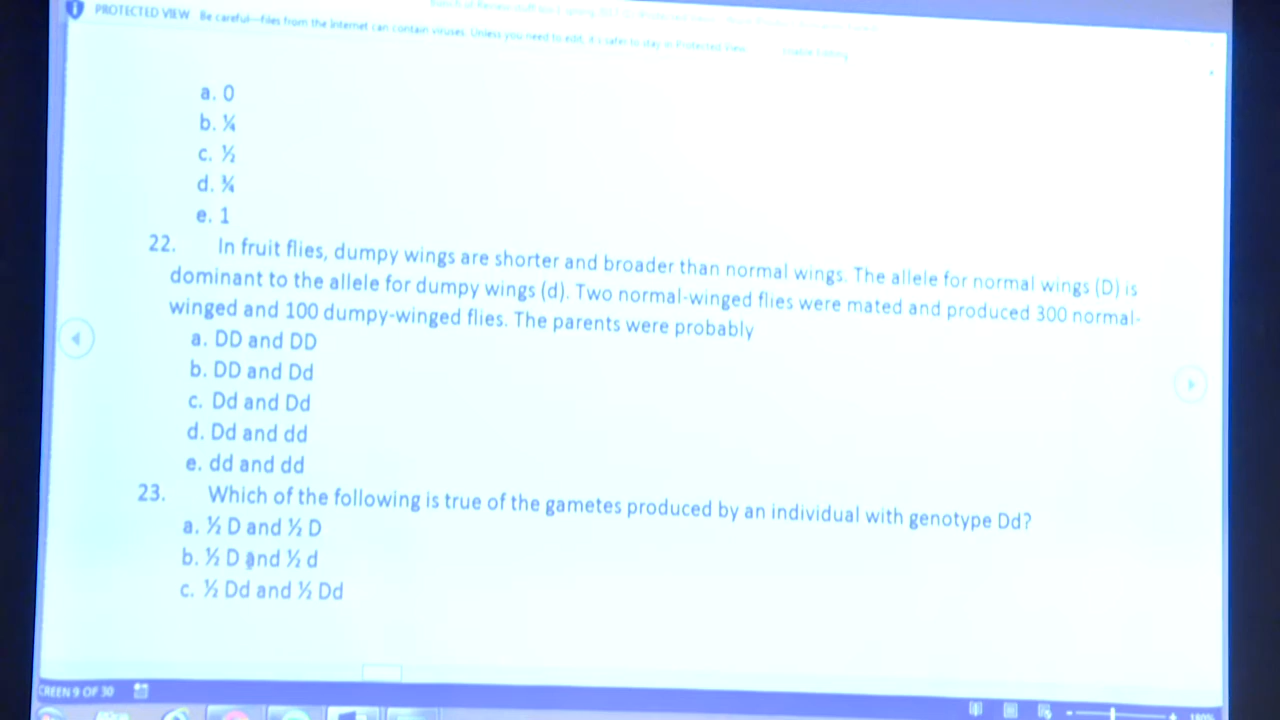 PROTECTED VIEW Be careful—files from the Internet can contain viruses. Unless you need to edit, it's safer to stay in Protected View. Enable Editing
a. 0
b. ¼
c. ½
d. ¾
e. 1
22. In fruit flies, dumpy wings are shorter and broader than normal wings. The allele for normal wings (D) is
dominant to the allele for dumpy wings (d). Two normal-winged flies were mated and produced 300 normal-
winged and 100 dumpy-winged flies. The parents were probably
a. DD and DD
b. DD and Dd
c. Dd and Dd
d. Dd and dd
e. dd and dd
23. Which of the following is true of the gametes produced by an individual with genotype Dd?
a. ½ D and ½ D
b. ½ D and ½ d
c. ½ Dd and ½ Dd
CREEN 9 OF 30